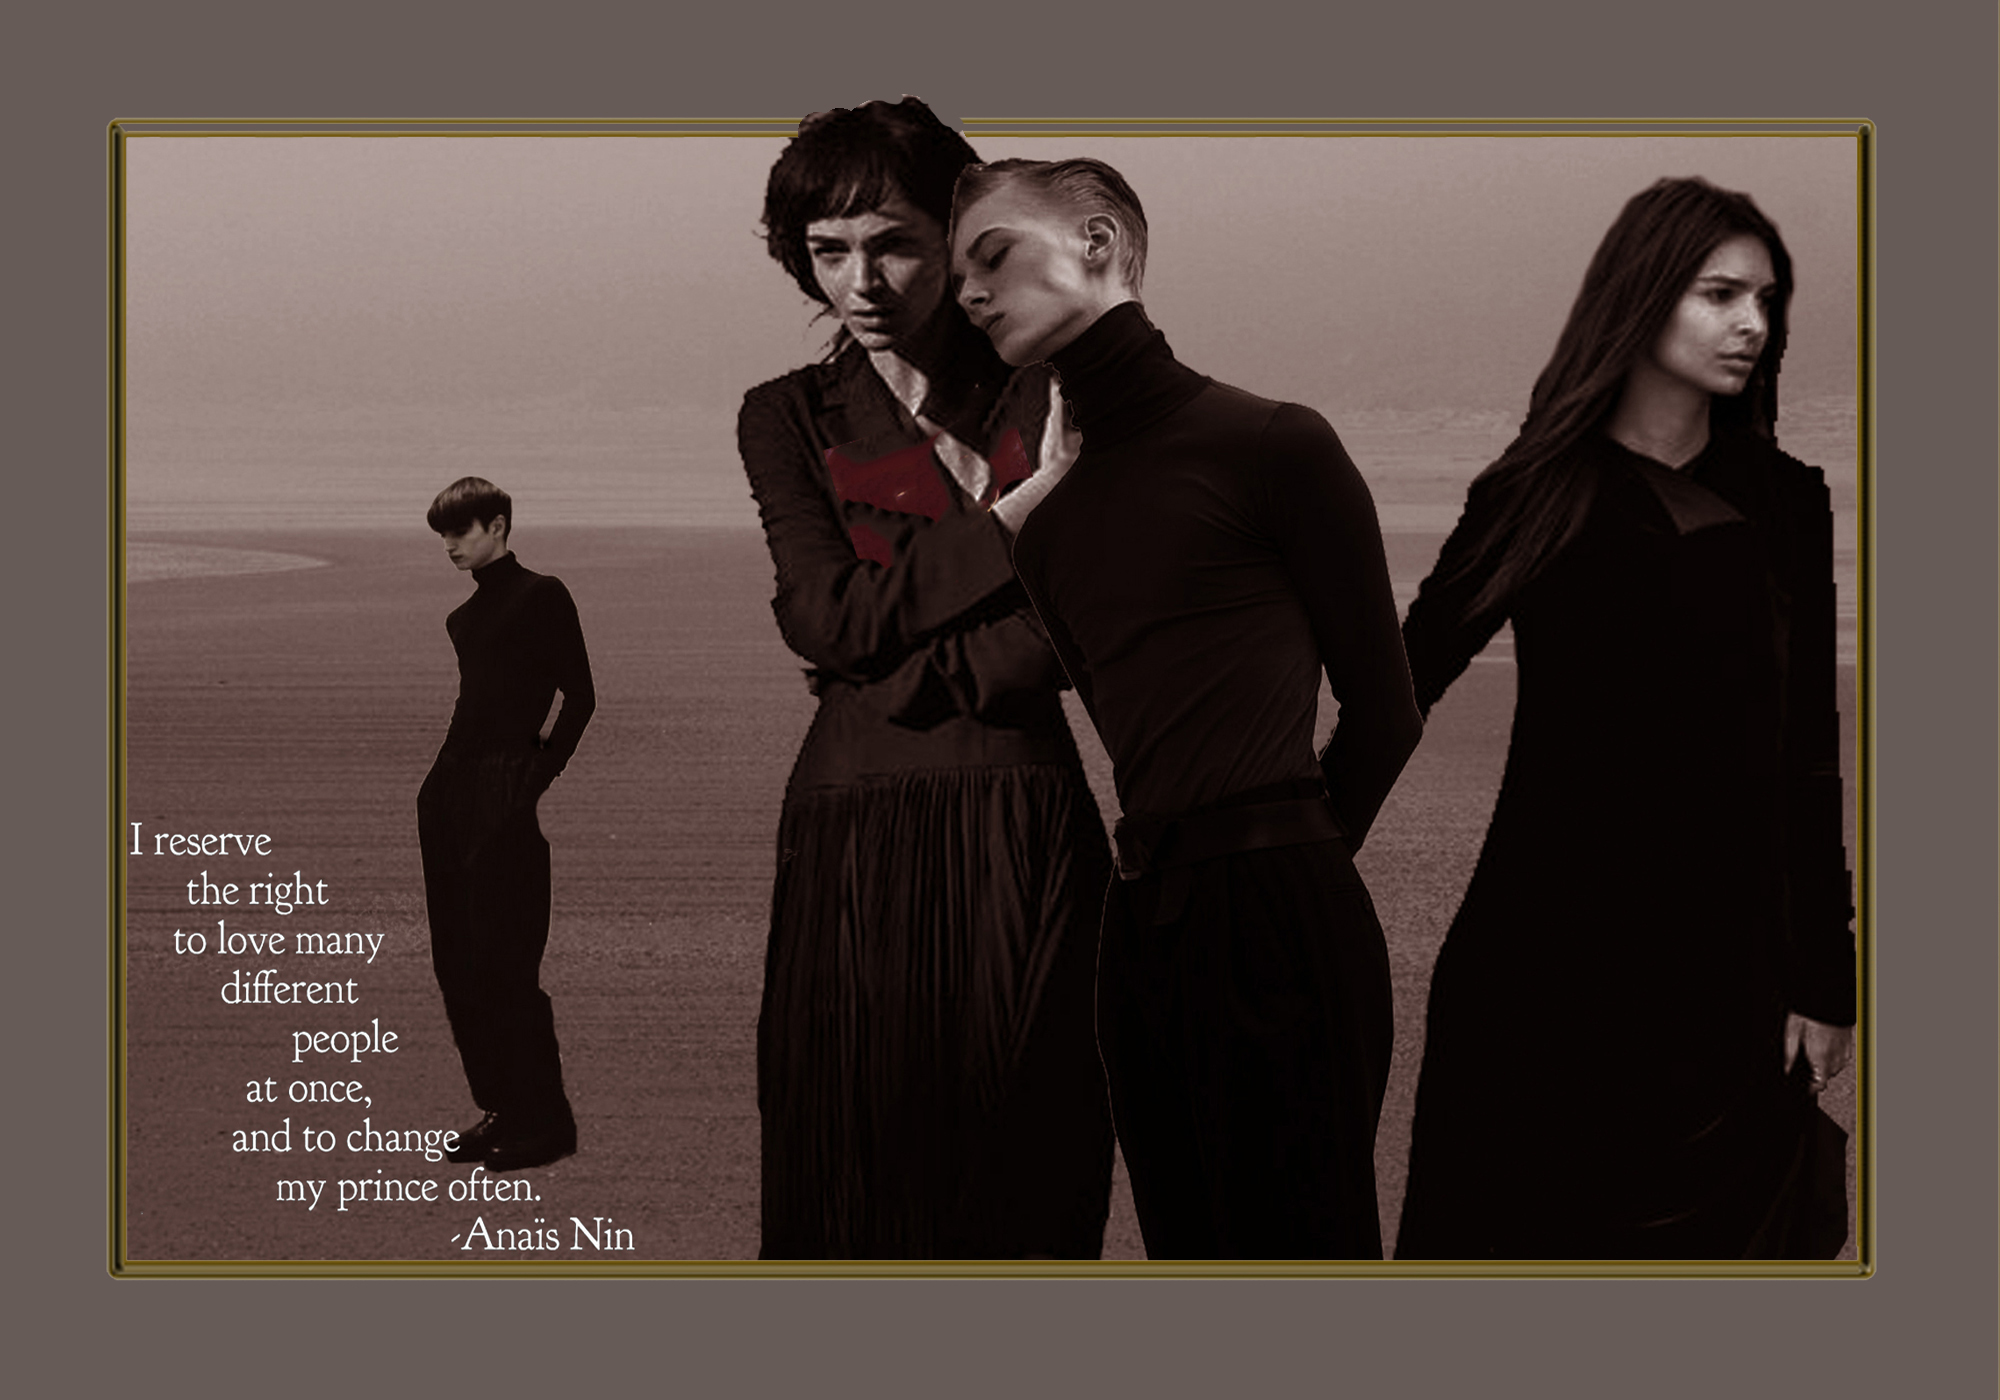 I reserve
the right
to love many
different
people
at once,
and to change
my prince often.
-Anaïs Nin